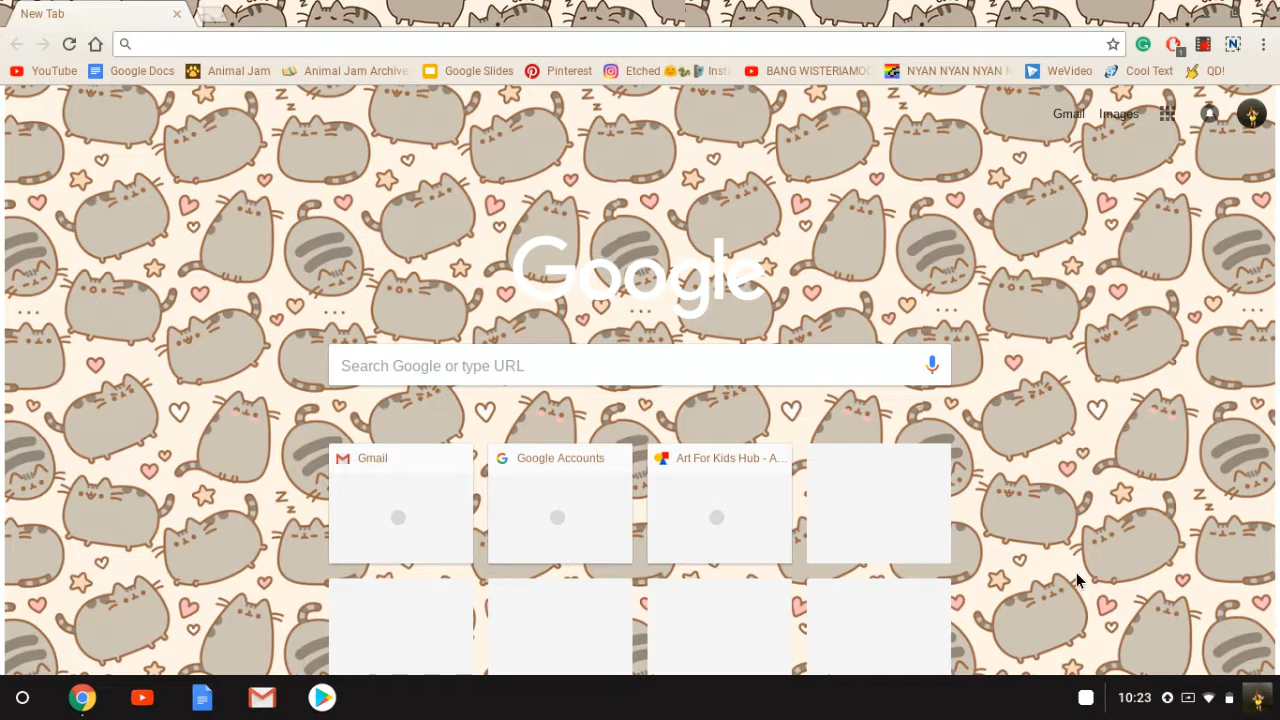 New Tab
YouTube Google Docs Animal Jam Animal Jam Archive Google Slides Pinterest Etched Insta BANG WISTERIAMO NYAN NYAN NYAN N WeVideo Cool Text QD!
Gmail Images
Google
Search Google or type URL
Gmail Google Accounts Art For Kids Hub - A...
10:23